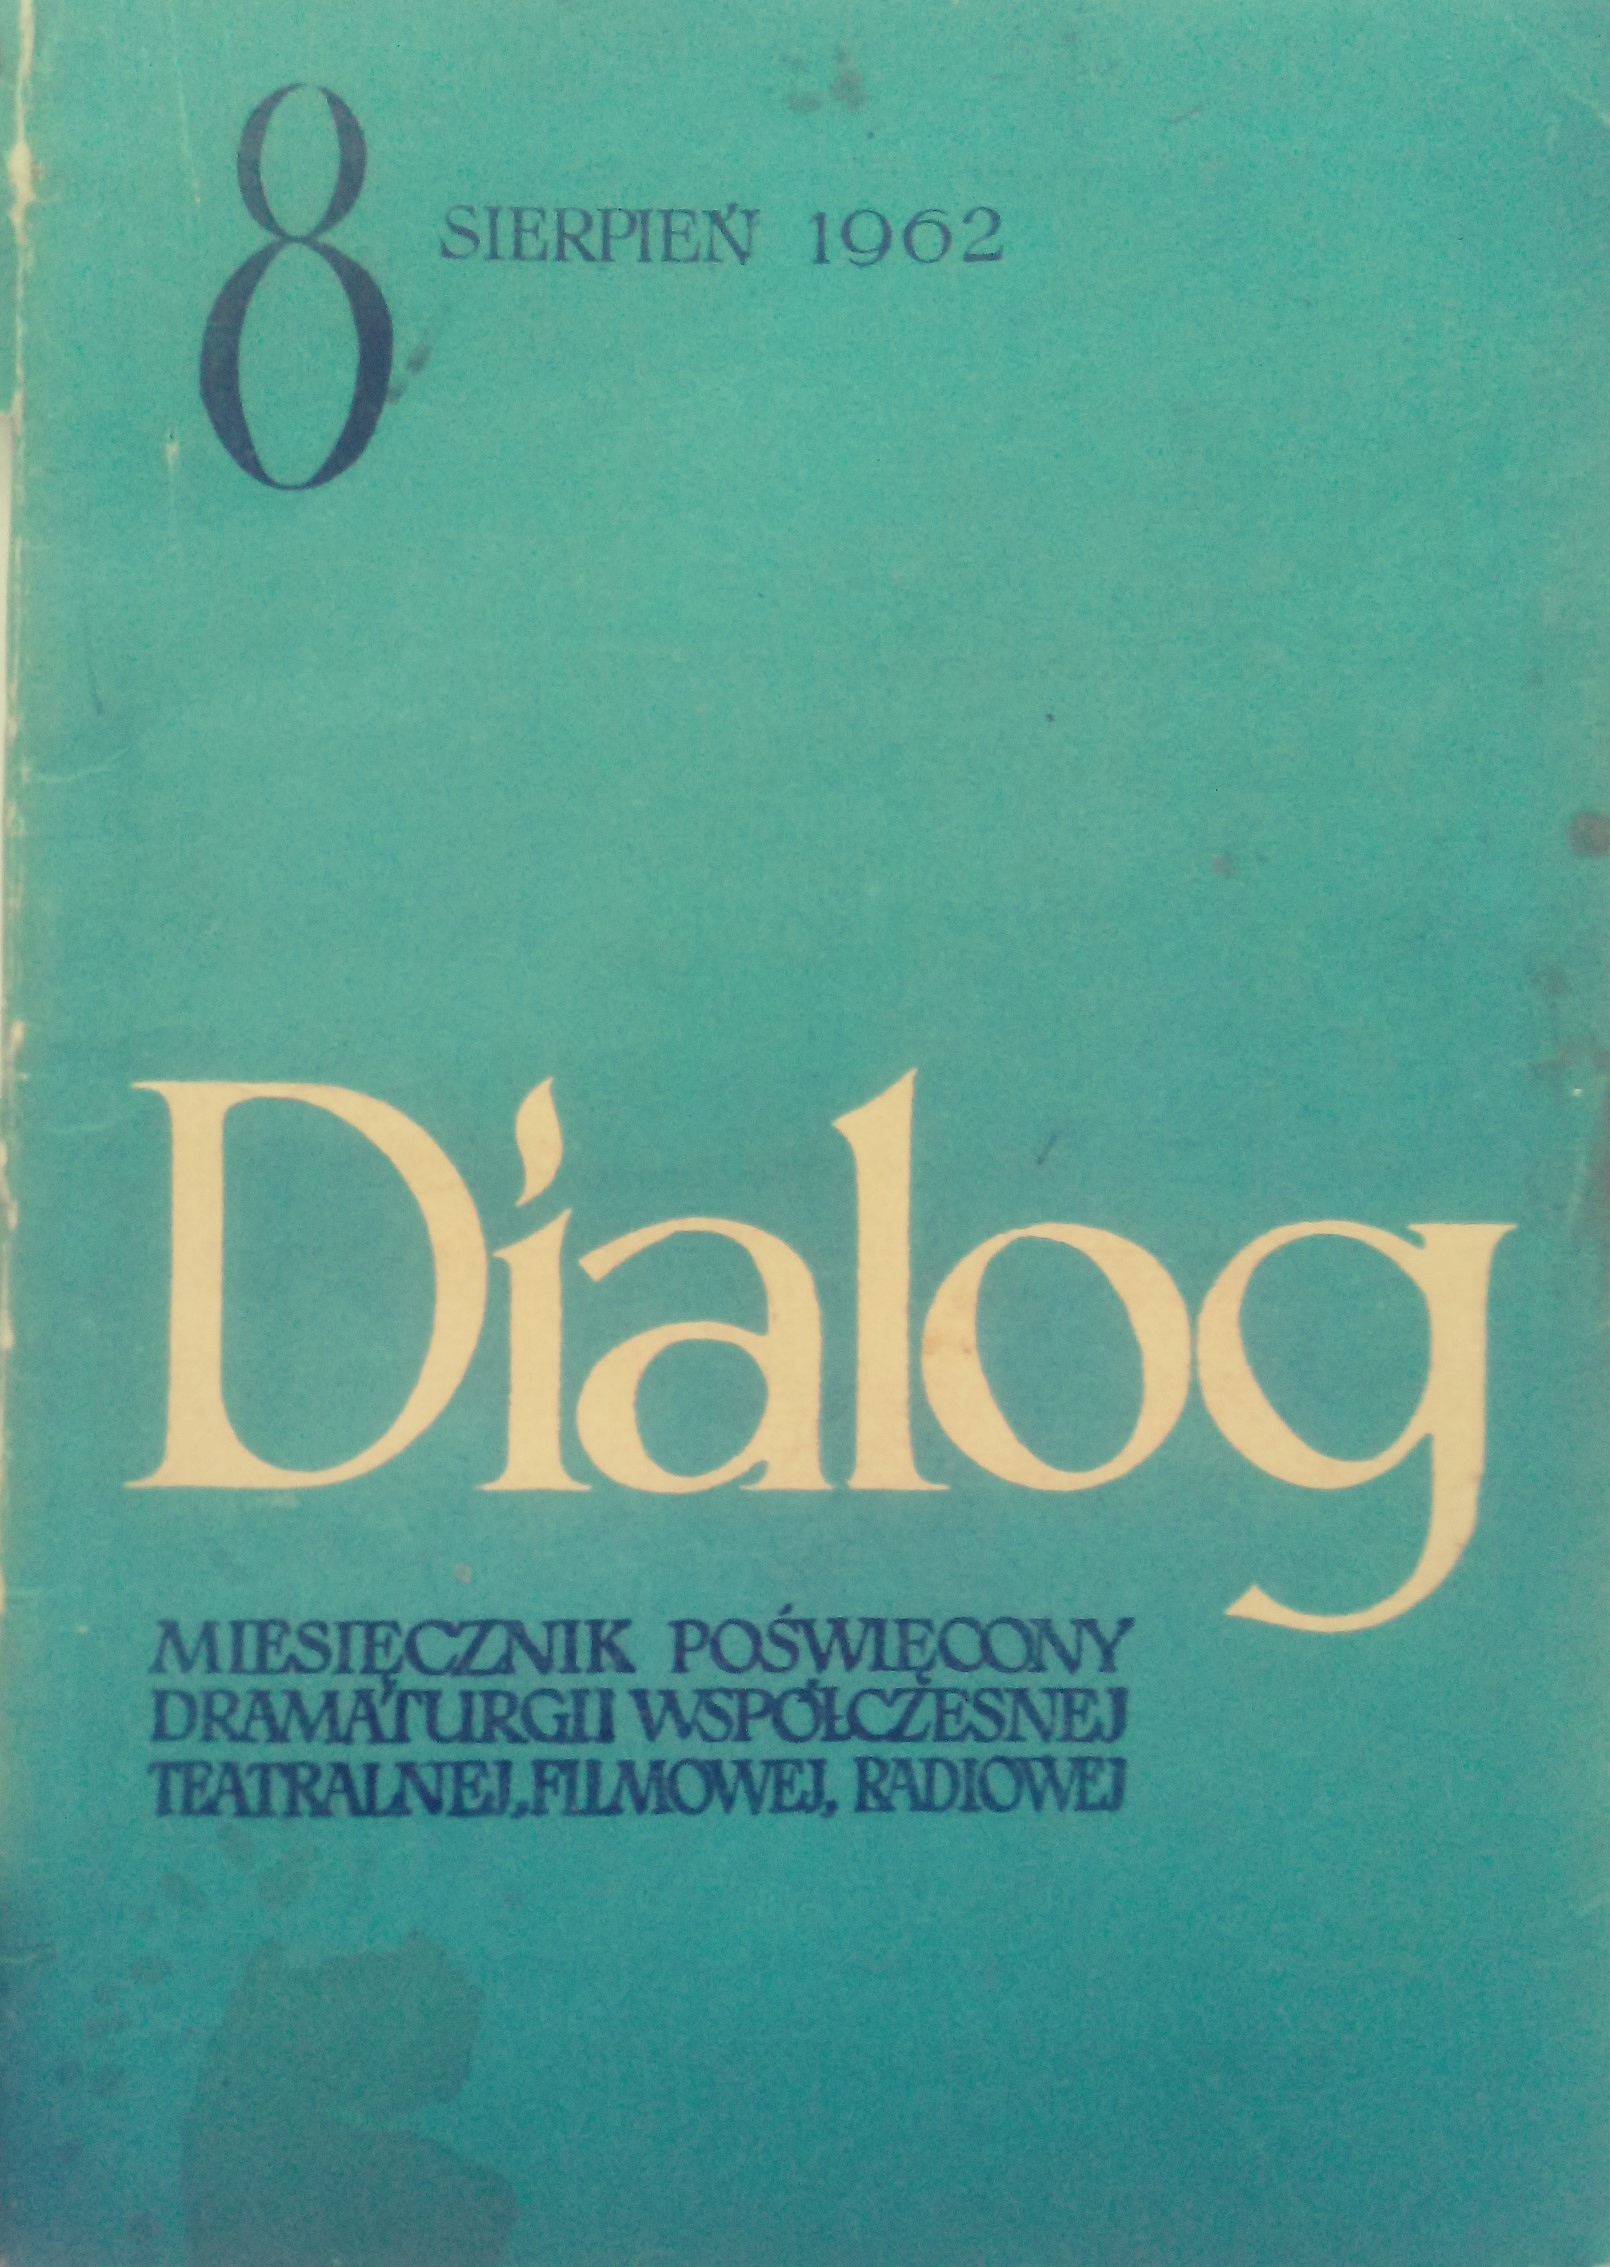 8
SIERPIEŃ 1962
Dialog
MIESIĘCZNIK POŚWIĘCONY
DRAMATURGII WSPÓŁCZESNEJ
TEATRALNEJ, FILMOWEJ, RADIOWEJ